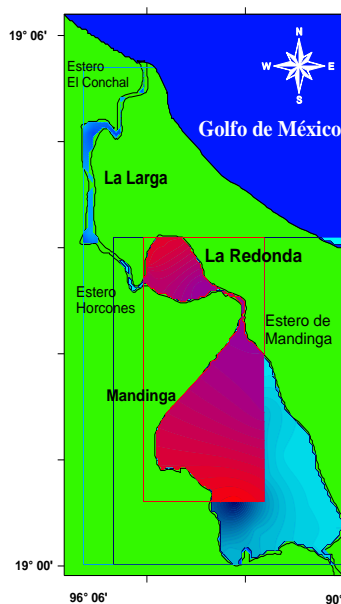 19° 06'
N
W
E
S
Estero
El Conchal
Golfo de México
La Larga
La Redonda
Estero
Horcones
Estero de
Mandinga
Mandinga
19° 00'
96° 06'
90°